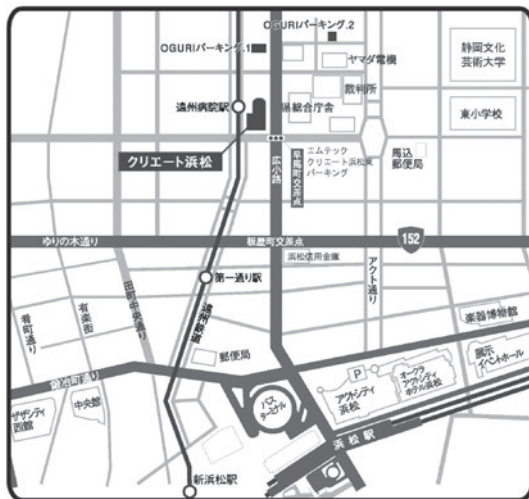 OGURIパーキング.2
OGURIパーキング.1
ヤマダ電機
静岡文化
芸術大学
裁判所
遠州病院駅
県総合庁舎
東小学校
クリエート浜松
早馬町交差点
エムテック
クリエート浜松東
パーキング
馬込
郵便局
広小路
ゆりの木通り
板屋町交差点
152
浜松信用金庫
アクト通り
第一通り駅
田町中央通り
有楽街
肴町通り
遠鉄電車
郵便局
楽器博物館
展示
イベントホール
P
オークラ
アクトシティ
ホテル浜松
アクトシティ
浜松
バス
ターミナル
ザザシティ
西館
中央館
浜松駅
新浜松駅